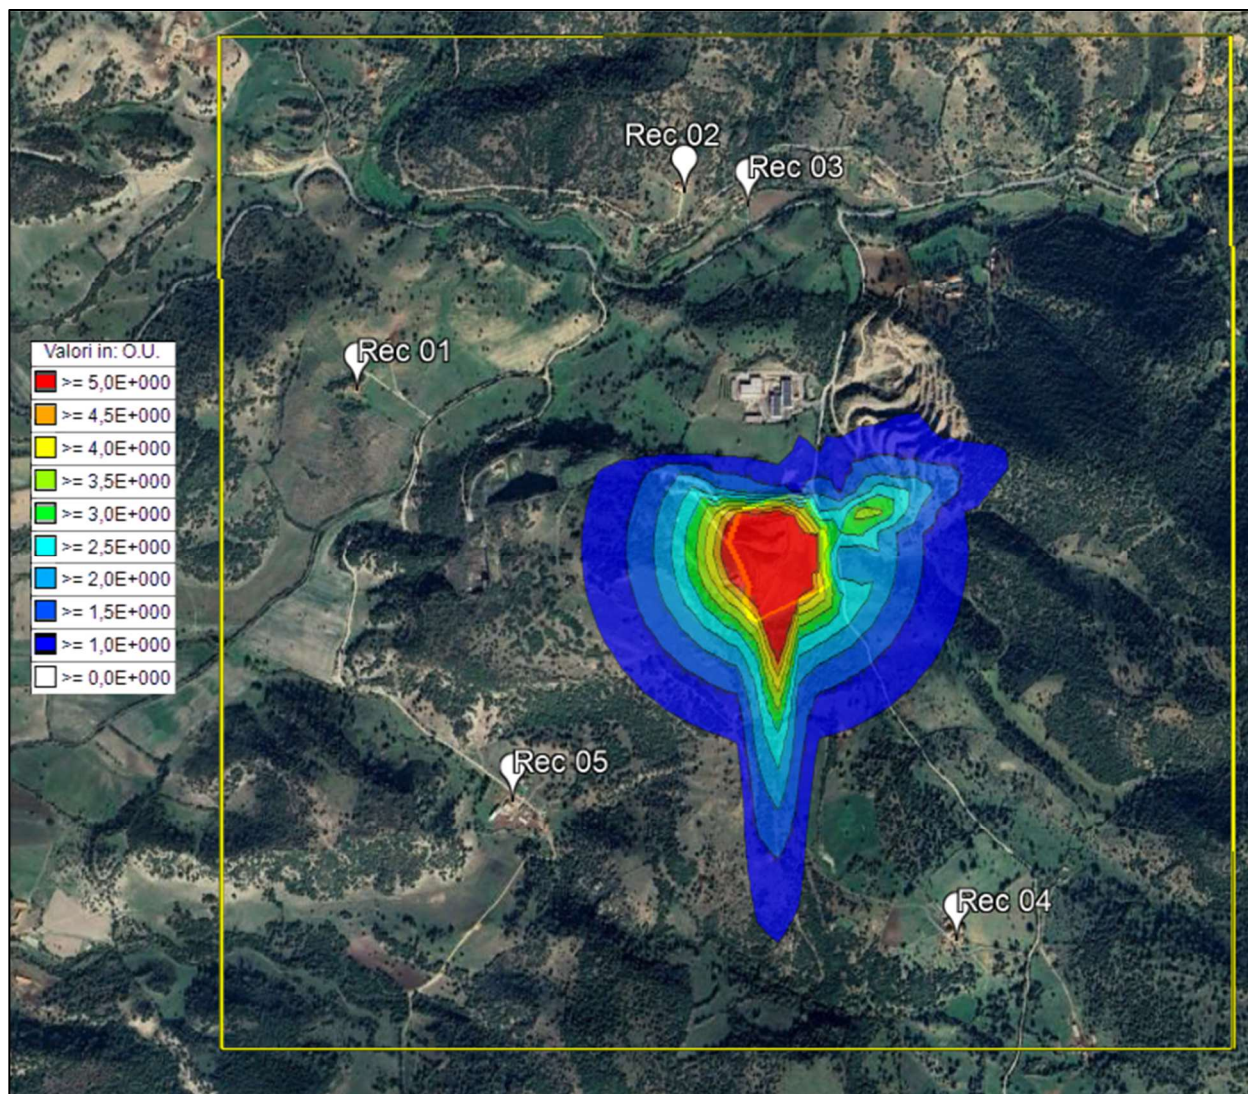 Rec 02
Rec 03
Rec 01
Valori in: O.U.
>= 5,0E+000
>= 4,5E+000
>= 4,0E+000
>= 3,5E+000
>= 3,0E+000
>= 2,5E+000
>= 2,0E+000
>= 1,5E+000
>= 1,0E+000
>= 0,0E+000
Rec 05
Rec 04